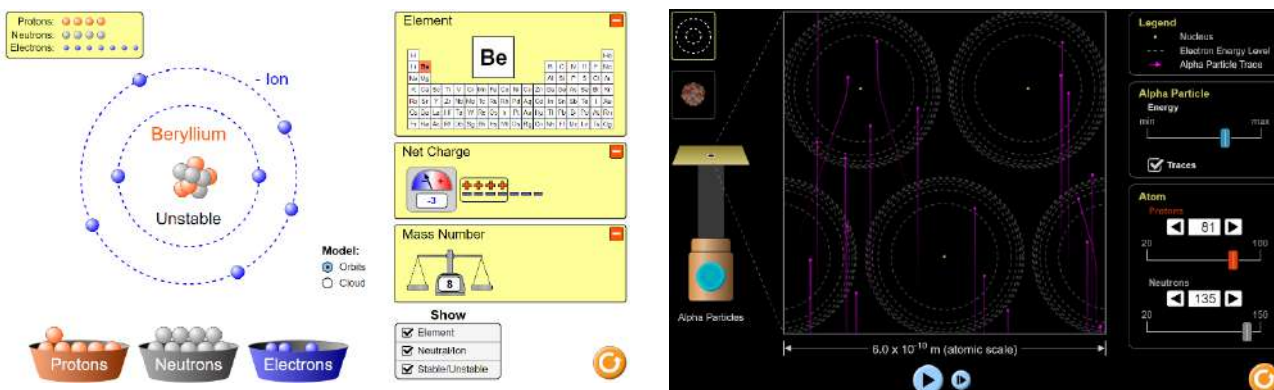 Protons:
Neutrons:
Electrons:
- Ion
Beryllium
Unstable
Model:
Orbits
Cloud
Protons
Neutrons
Electrons
Element
Be
Net Charge
-3
Mass Number
8
Show
Element
Neutral/Ion
Stable/Unstable
Alpha Particles
6.0 x 10⁻¹⁰ m (atomic scale)
Legend
Nucleus
Electron Energy Level
Alpha Particle Trace
Alpha Particle
Energy
min max
Traces
Atom
Protons
81
20 100
Neutrons
135
20 150